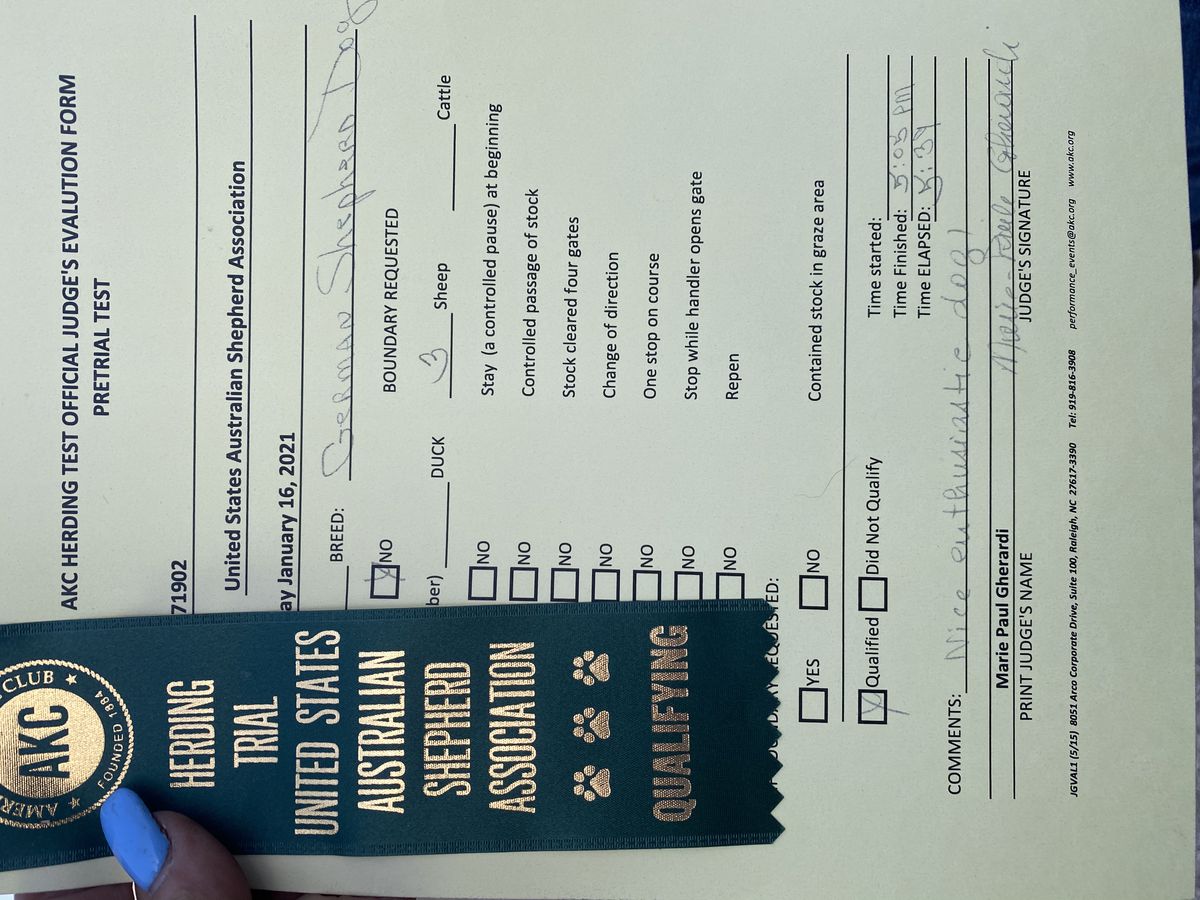 AKC HERDING TEST OFFICIAL JUDGE'S EVALUTION FORM
PRETRIAL TEST
71902
United States Australian Shepherd Association
ay January 16, 2021
BREED: German Shepherd Dog
NO BOUNDARY REQUESTED
ber) DUCK 3 Sheep Cattle
NO Stay (a controlled pause) at beginning
NO Controlled passage of stock
NO Stock cleared four gates
NO Change of direction
NO One stop on course
NO Stop while handler opens gate
NO Repen
REQUESTED:
YES NO Contained stock in graze area
X Qualified Did Not Qualify
Time started:
Time Finished: 5:03 PM
Time ELAPSED: 5:34
COMMENTS: Nice enthusiastic dog!
Marie Paul Gherardi
PRINT JUDGE'S NAME JUDGE'S SIGNATURE
JGVAL1 (5/15) 8051 Arco Corporate Drive, Suite 100, Raleigh, NC 27617-3390 Tel: 919-816-3908 performance_events@akc.org www.akc.org
CLUB
AKC
AMER
FOUNDED 1884
HERDING
TRIAL
UNITED STATES
AUSTRALIAN
SHEPHERD
ASSOCIATION
QUALIFYING